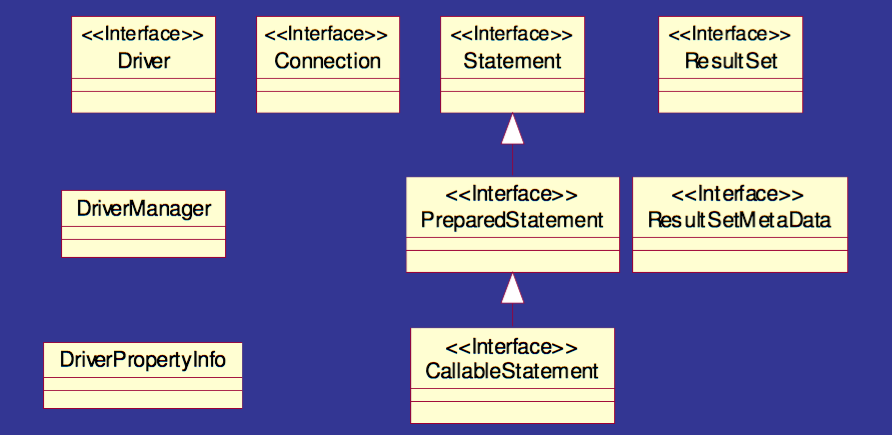 <<Interface>>
Driver
<<Interface>>
Connection
<<Interface>>
Statement
<<Interface>>
ResultSet
DriverManager
<<Interface>>
PreparedStatement
<<Interface>>
ResultSetMetaData
DriverPropertyInfo
<<Interface>>
CallableStatement